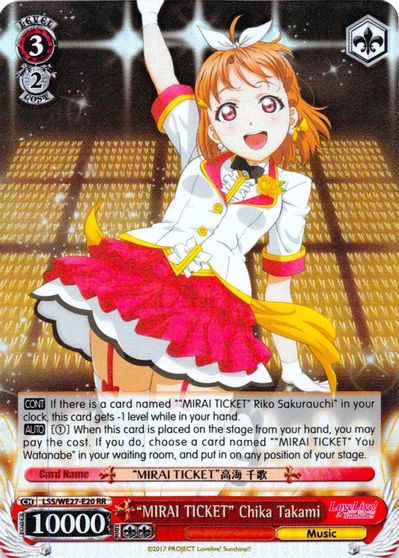 LEVEL
3
2
COST
CONT If there is a card named ""MIRAI TICKET" Riko Sakurauchi" in your
clock, this card gets -1 level while in your hand.
AUTO [①] When this card is placed on the stage from your hand, you may
pay the cost. If you do, choose a card named ""MIRAI TICKET" You
Watanabe" in your waiting room, and put in on any position of your stage.
Card Name
"MIRAI TICKET"高海 千歌
CH LSS/WE27-E20 RR
POWER 10000
SOUL
"MIRAI TICKET" Chika Takami
LoveLive!
Sunshine!!
Music
©2017 PROJECT Lovelive! Sunshine!!